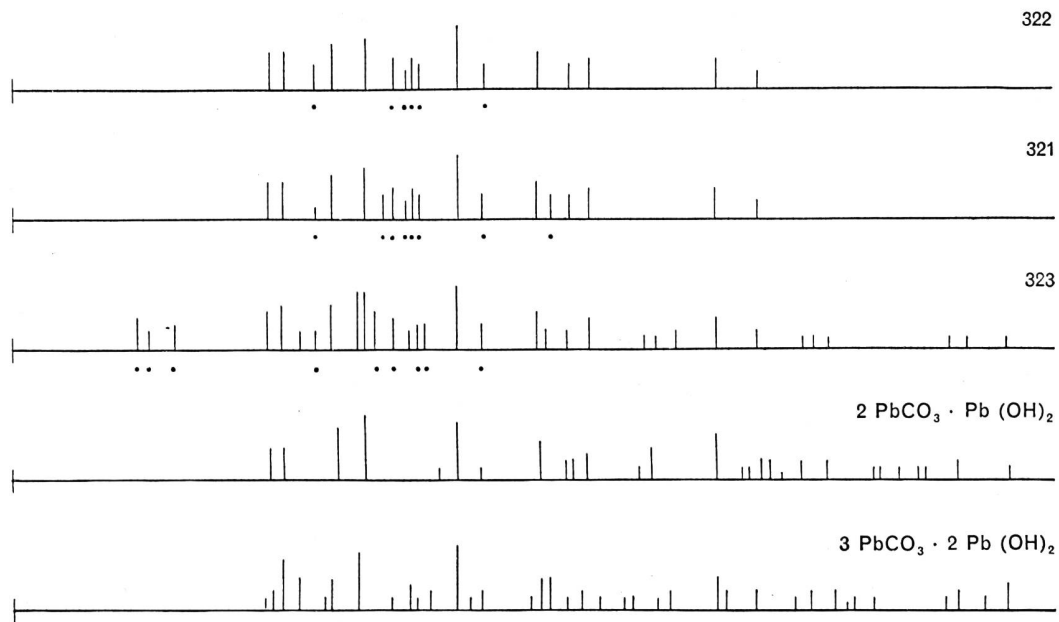 322
321
323
2 PbCO₃ · Pb (OH)₂
3 PbCO₃ · 2 Pb (OH)₂